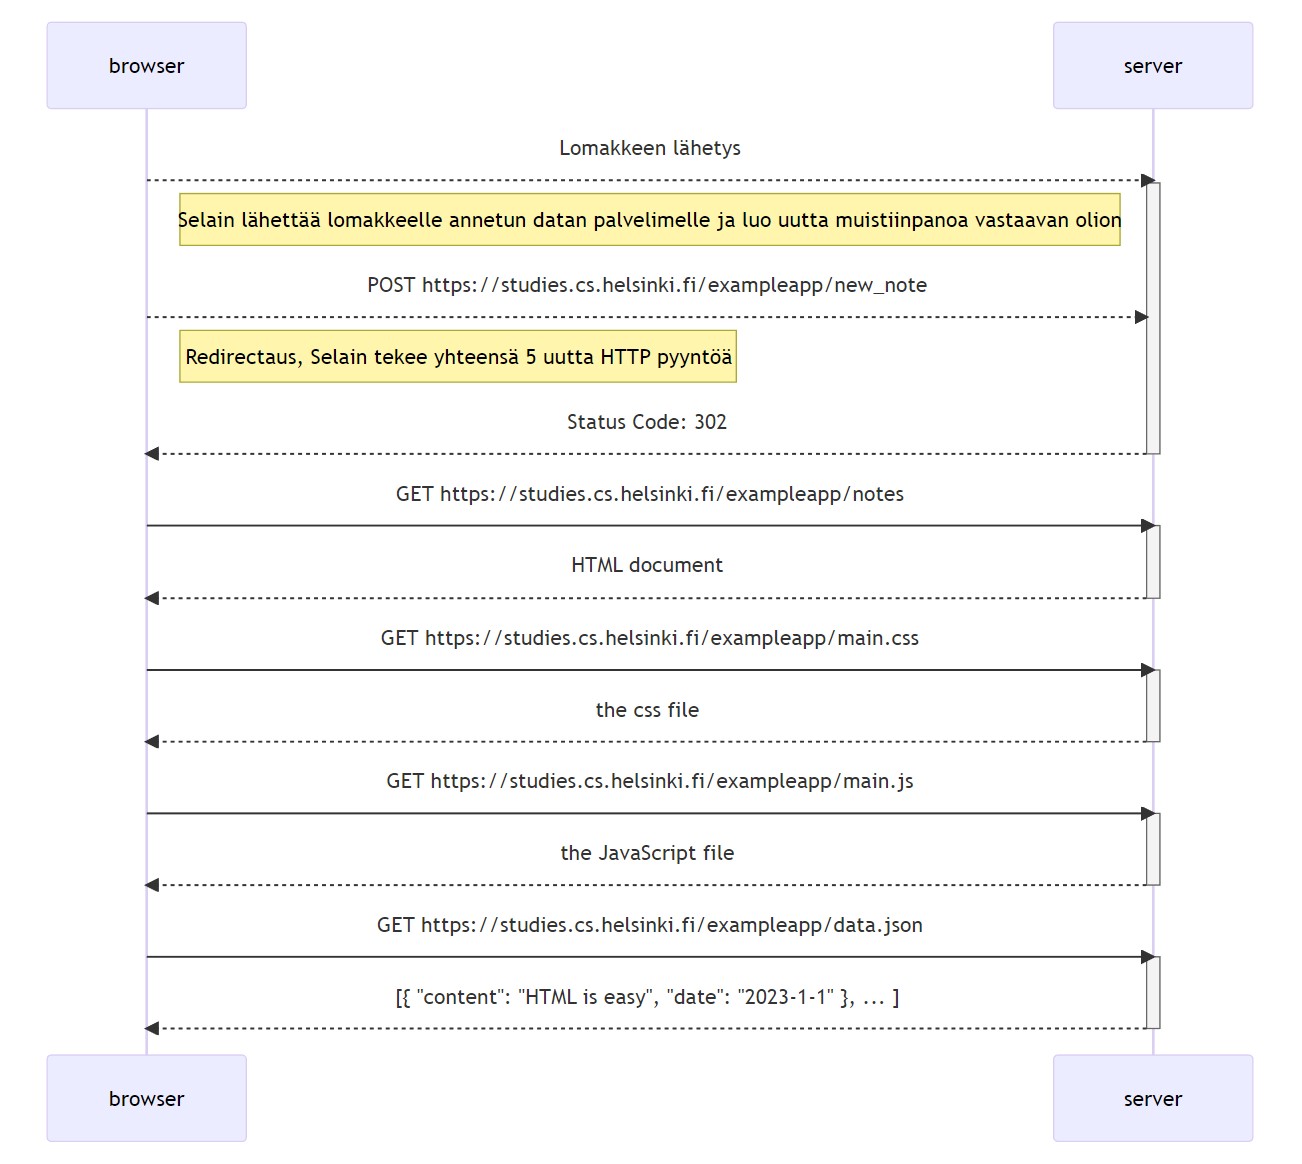 browser
server
Lomakkeen lähetys
Selain lähettää lomakkeelle annetun datan palvelimelle ja luo uutta muistiinpanoa vastaavan olion
POST https://studies.cs.helsinki.fi/exampleapp/new_note
Redirectaus, Selain tekee yhteensä 5 uutta HTTP pyyntöä
Status Code: 302
GET https://studies.cs.helsinki.fi/exampleapp/notes
HTML document
GET https://studies.cs.helsinki.fi/exampleapp/main.css
the css file
GET https://studies.cs.helsinki.fi/exampleapp/main.js
the JavaScript file
GET https://studies.cs.helsinki.fi/exampleapp/data.json
[{ "content": "HTML is easy", "date": "2023-1-1" }, ... ]
browser
server